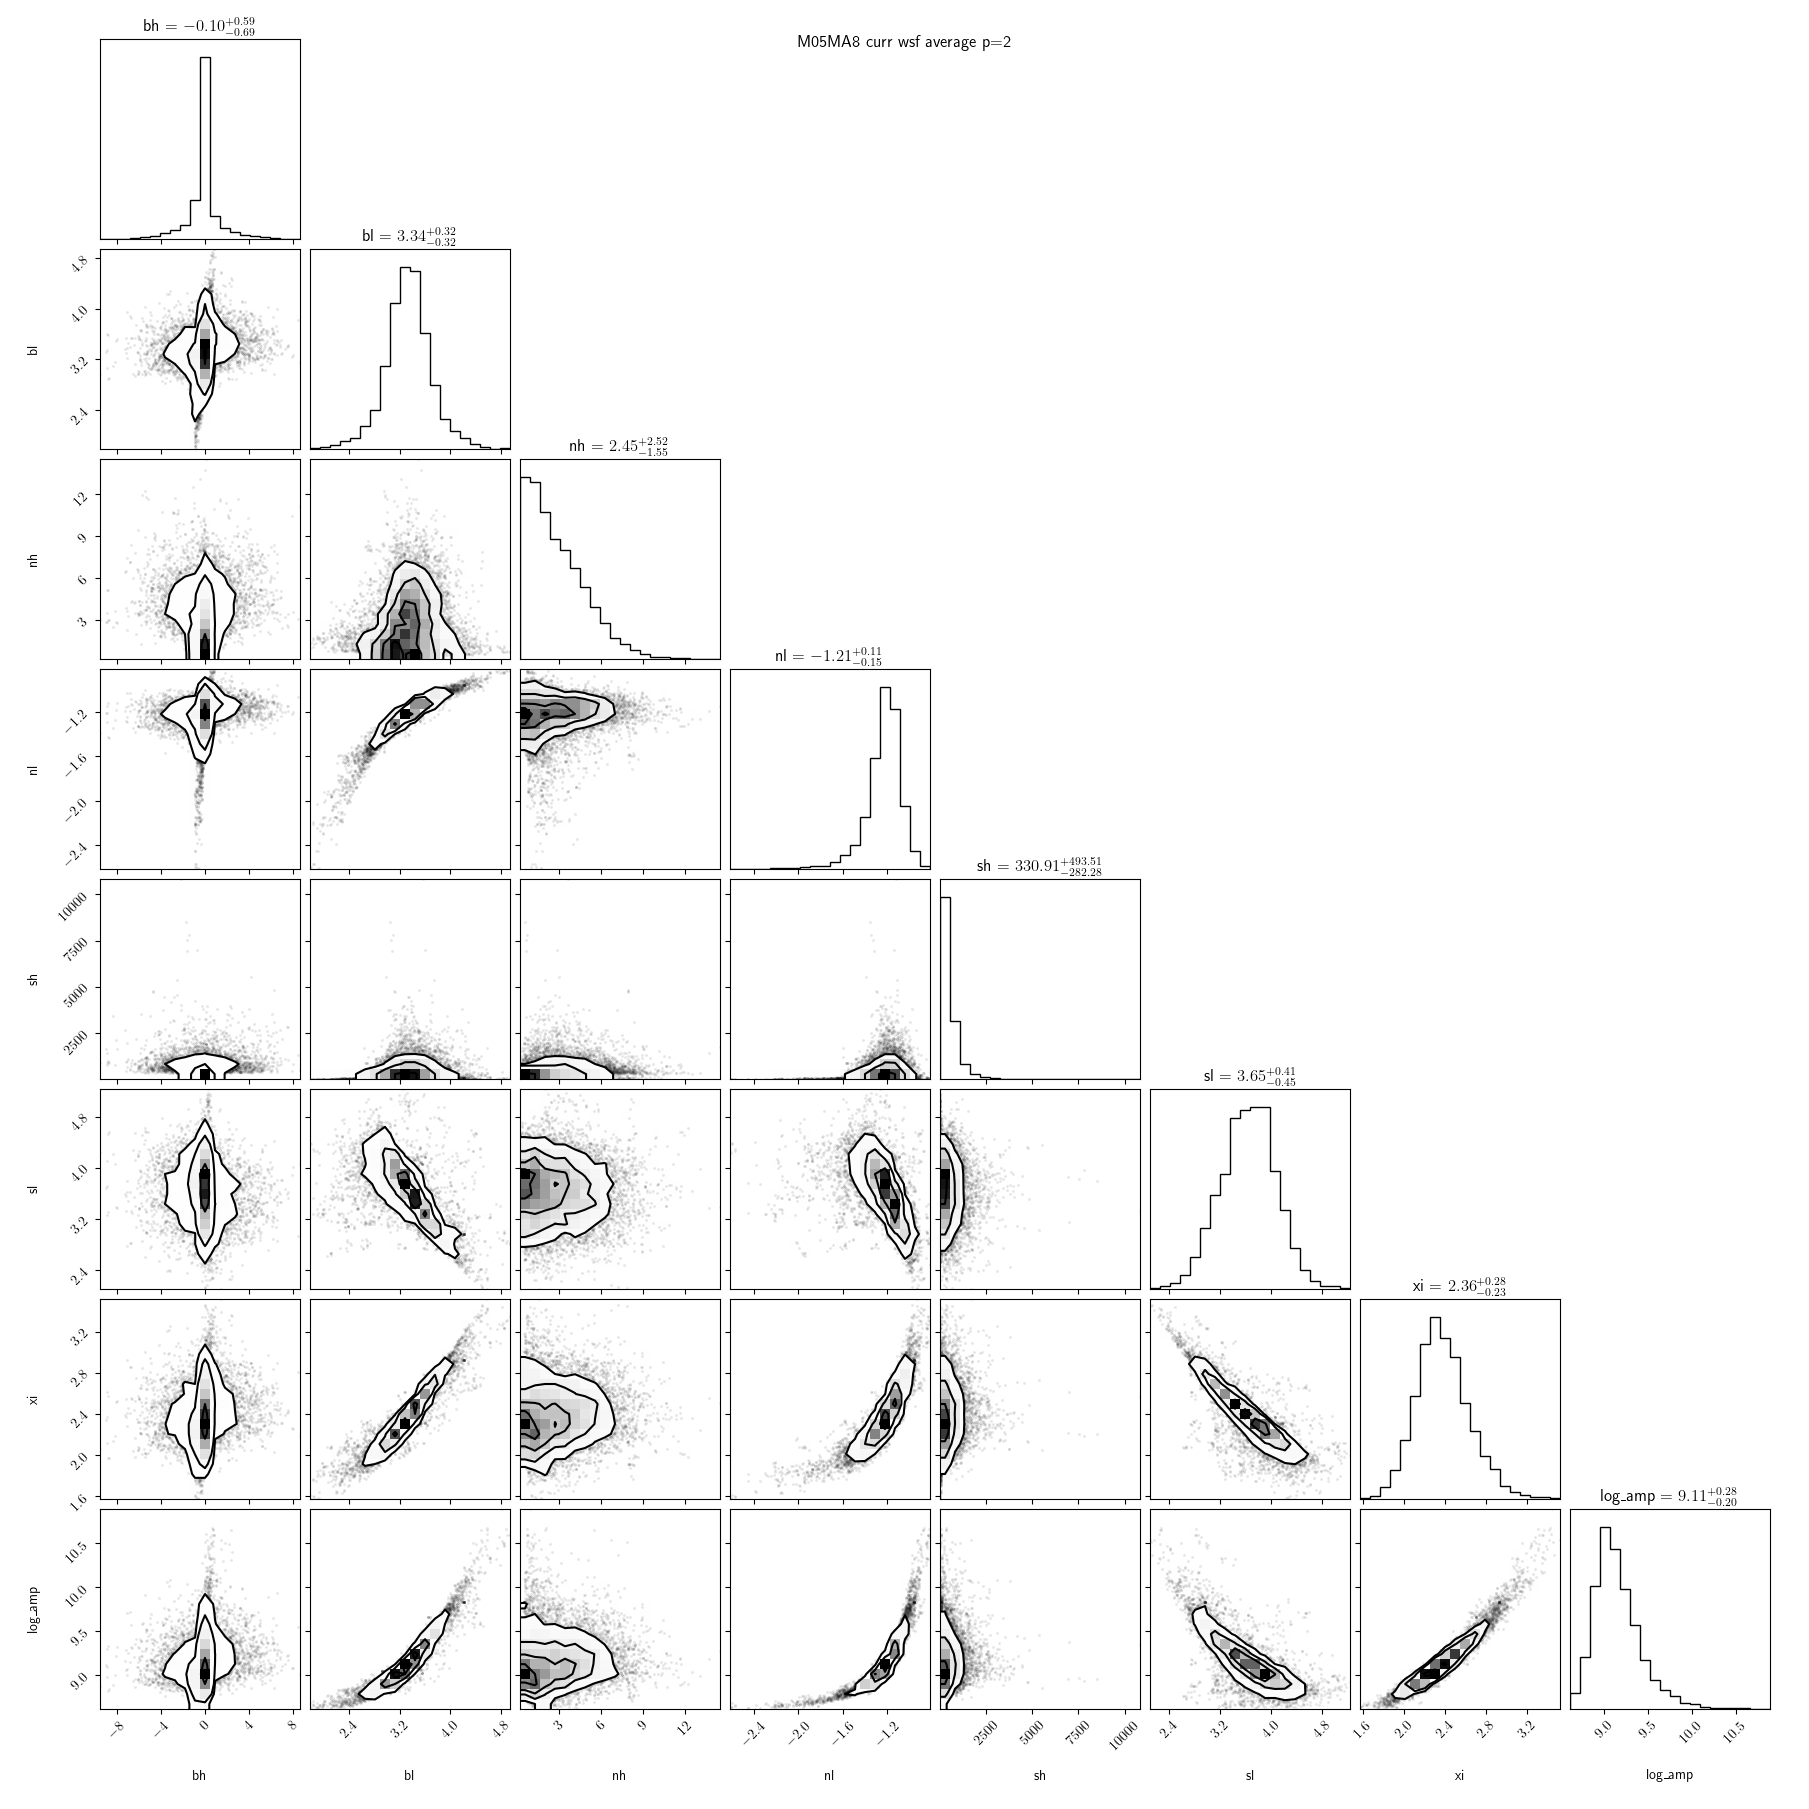 bh = −0.10+0.59−0.69
M05MA8 curr wsf average p=2
bl = 3.34+0.32−0.32
4.8
4.0
3.2
2.4
bl
nh = 2.45+2.52−1.55
12
9
6
3
nh
nl = −1.21+0.11−0.15
−1.2
−1.6
−2.0
−2.4
nl
sh = 330.91+493.51−282.28
10000
7500
5000
2500
sh
sl = 3.65+0.41−0.45
4.8
4.0
3.2
2.4
sl
xi = 2.36+0.28−0.23
3.2
2.8
2.4
2.0
1.6
xi
log_amp = 9.11+0.28−0.20
10.5
10.0
9.5
9.0
log_amp
−8 −4 0 4 8
2.4 3.2 4.0 4.8
3 6 9 12
−2.4 −2.0 −1.6 −1.2
2500 5000 7500 10000
2.4 3.2 4.0 4.8
1.6 2.0 2.4 2.8 3.2
9.0 9.5 10.0 10.5
bh bl nh nl sh sl xi log_amp